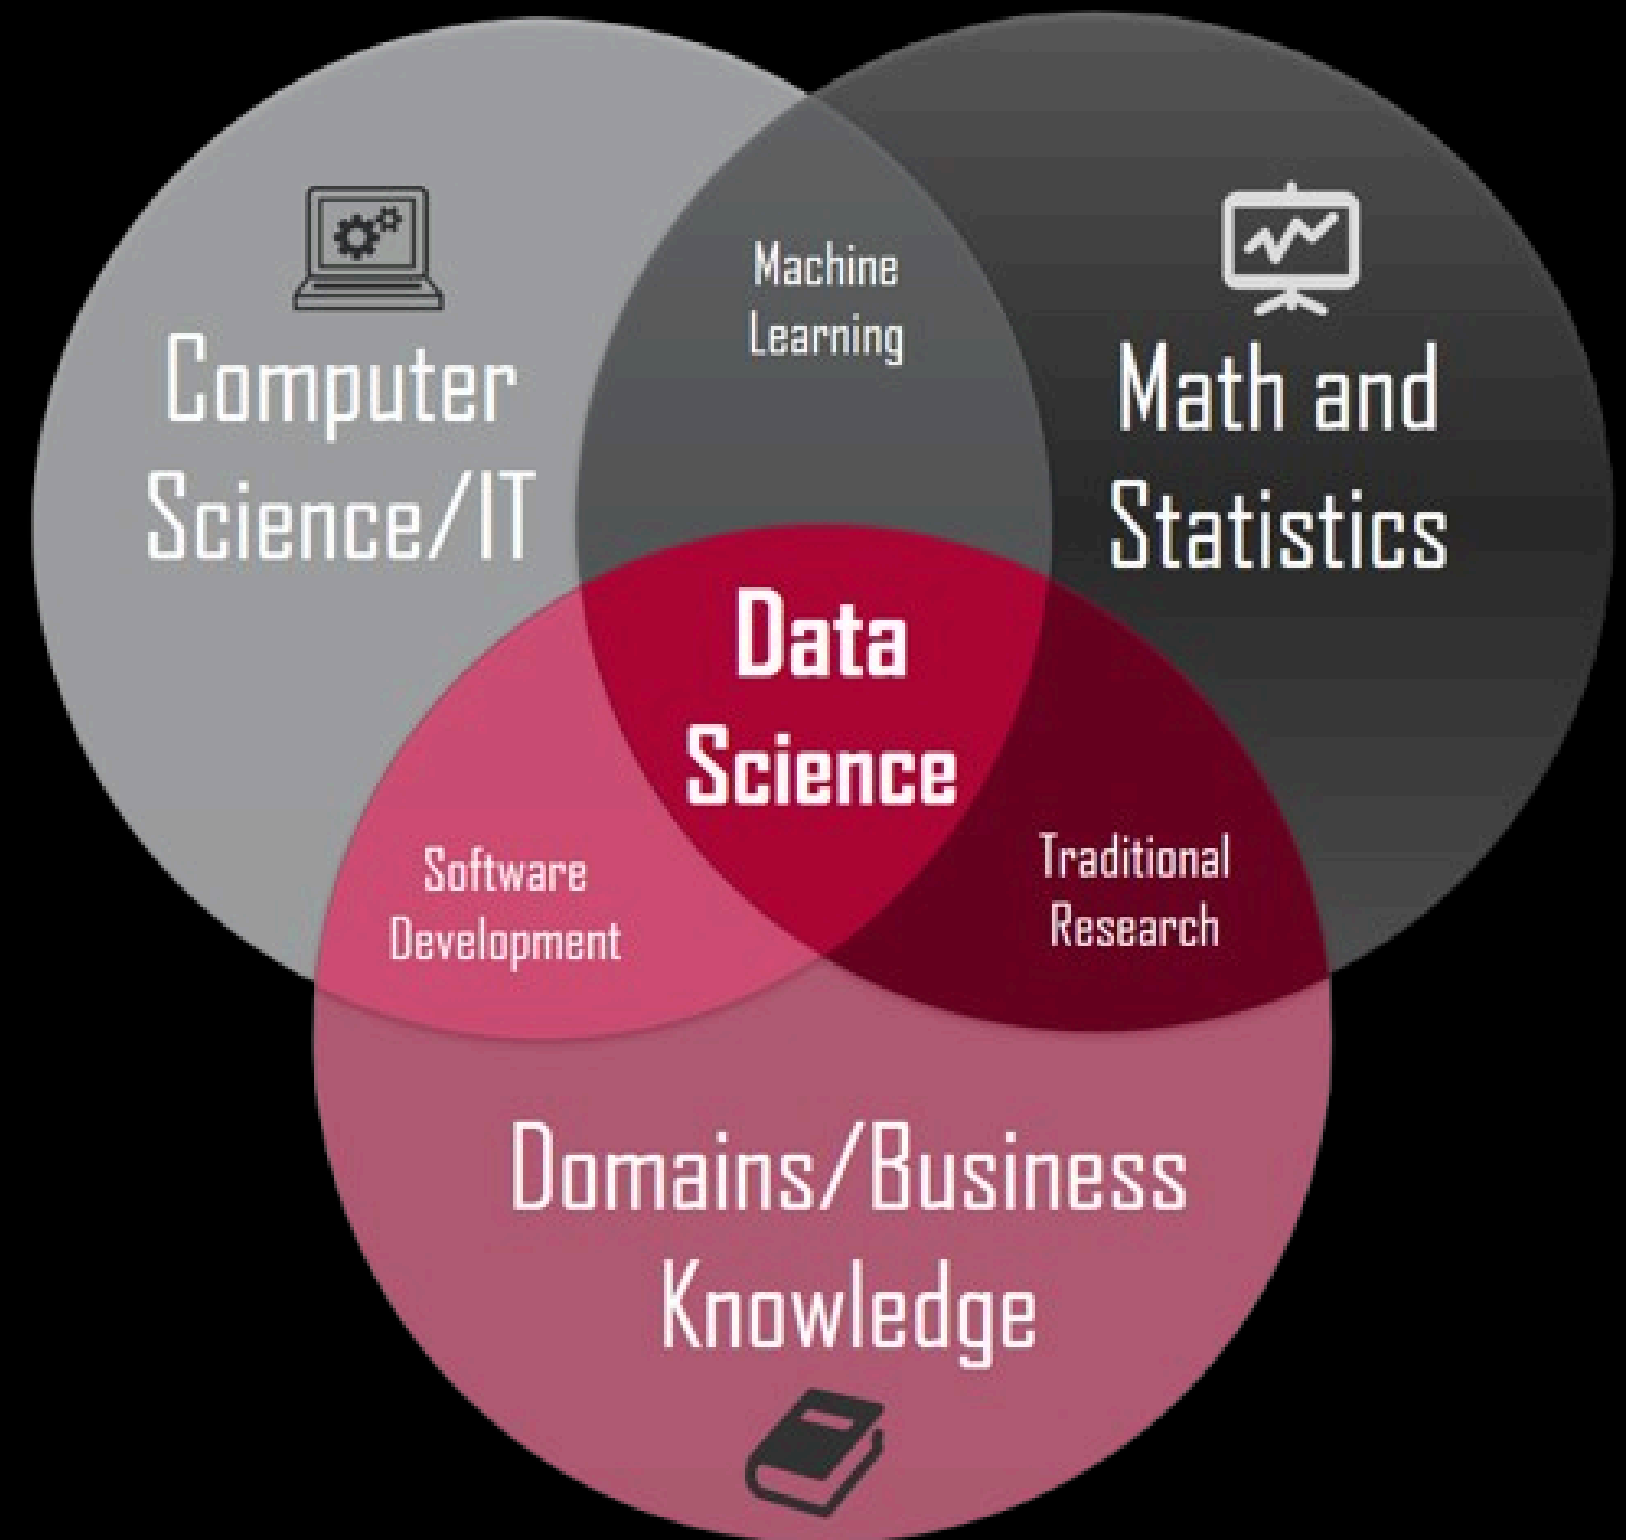 Machine
Learning
Computer
Science/IT
Math and
Statistics
Data
Science
Software
Development
Traditional
Research
Domains/Business
Knowledge